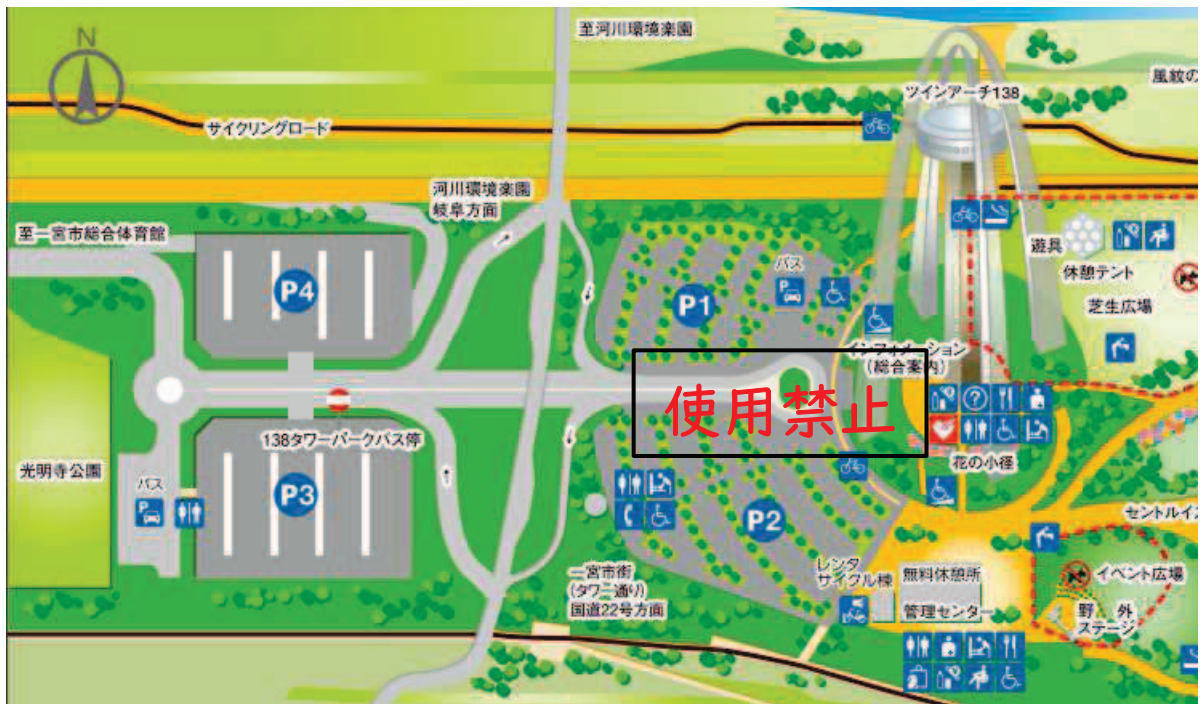 至河川環境楽園
N
風紋の
ツインアーチ138
サイクリングロード
河川環境楽園
岐阜方面
至一宮市総合体育館
遊具
休憩テント
バス
P
P4
P1
芝生広場
インフォメーション
(総合案内)
使用禁止
?
138タワーパークバス停
花の小径
光明寺公園
バス
P
P3
P2
セントルイス
一宮市街
(タワー通り)
国道22号方面
レンタ
サイクル棟
無料休憩所
イベント広場
管理センター
野外
ステージ